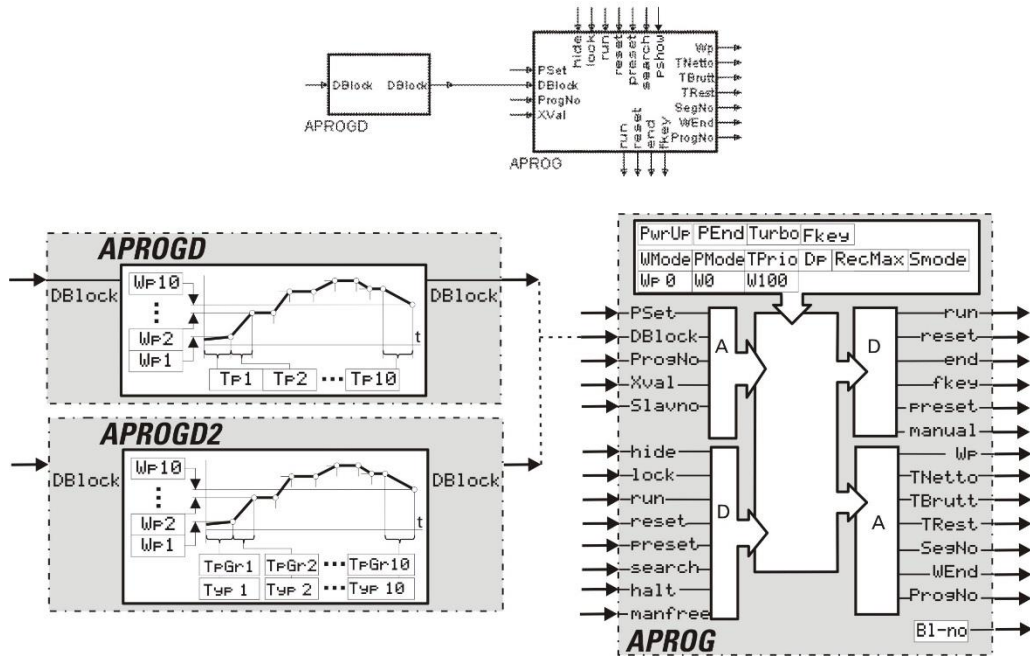 hide
lock
run
reset
preset
search
pshow
PSet
DBlock
ProgNo
XVal
Wp
TNetto
TBrutt
TRest
SegNo
WEnd
ProgNo
run
reset
end
fkey
APROG
DBlock DBlock
APROGD
APROGD
DBlock
Wp10
Wp2
Wp1
t
Tp1 Tp2 ••• Tp10
DBlock
APROGD2
DBlock
Wp10
Wp2
Wp1
t
TpGr1 TpGr2 ••• TpGr10
Typ 1 Typ 2 ••• Typ 10
DBlock
PwrUp PEnd Turbo Fkey
WMode PMode TPrio Dp RecMax Smode
Wp 0 W0 W100
PSet
DBlock
ProgNo
Xval
Slavno
A
hide
lock
run
reset
preset
search
halt
manfree
D
D
run
reset
end
fkey
preset
manual
A
Wp
TNetto
TBrutt
TRest
SegNo
WEnd
ProgNo
Bl-no
APROG